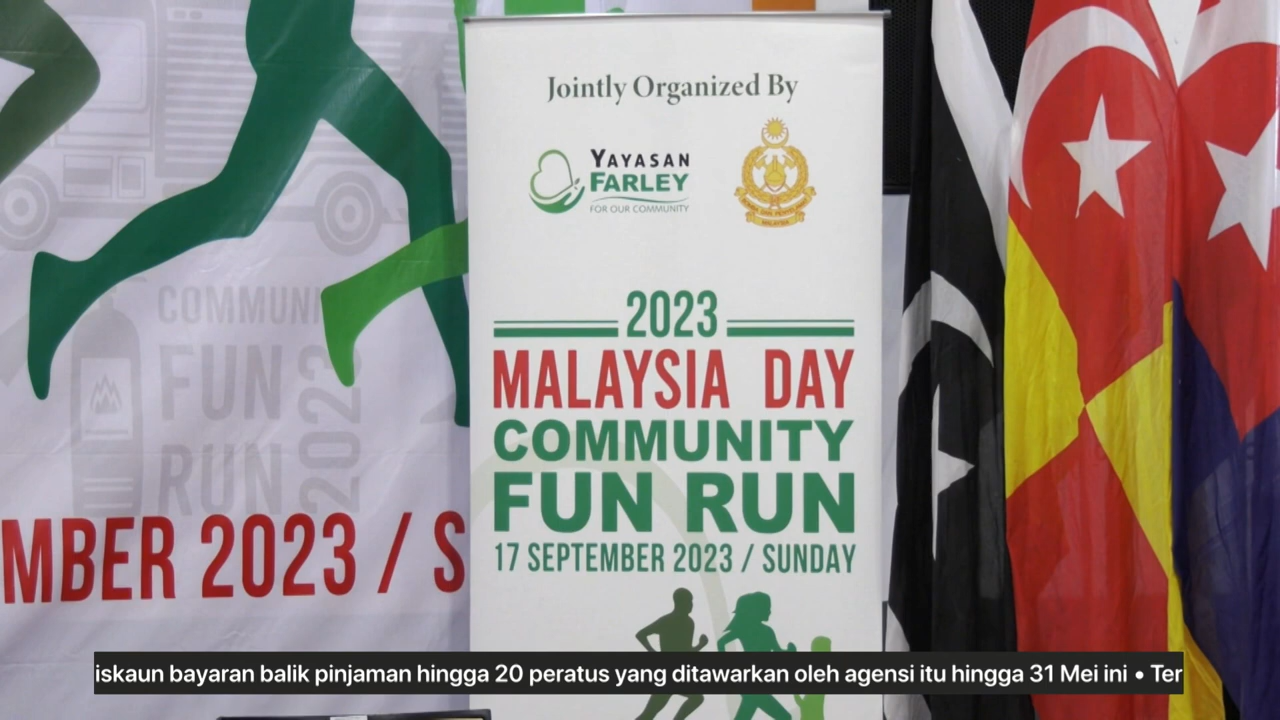 Jointly Organized By
YAYASAN
FARLEY
FOR OUR COMMUNITY
MALAYSIA
2023
MALAYSIA DAY
COMMUNITY
FUN RUN
17 SEPTEMBER 2023 / SUNDAY
COMMUNI
FUN
RUN
2023
MBER 2023 / S
iskaun bayaran balik pinjaman hingga 20 peratus yang ditawarkan oleh agensi itu hingga 31 Mei ini • Ter